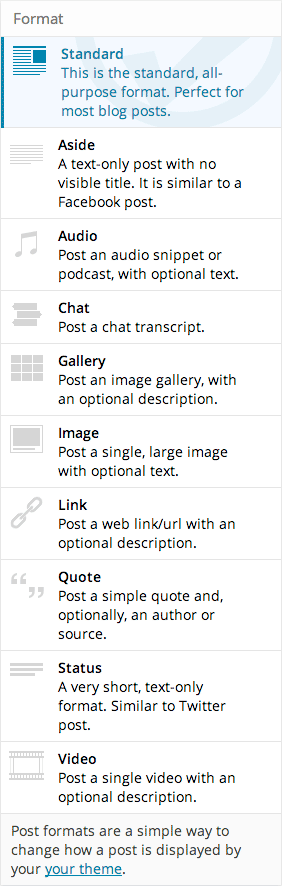 Format
Standard
This is the standard, all-
purpose format. Perfect for
most blog posts.
Aside
A text-only post with no
visible title. It is similar to a
Facebook post.
Audio
Post an audio snippet or
podcast, with optional text.
Chat
Post a chat transcript.
Gallery
Post an image gallery, with
an optional description.
Image
Post a single, large image
with optional text.
Link
Post a web link/url with an
optional description.
Quote
Post a simple quote and,
optionally, an author or
source.
Status
A very short, text-only
format. Similar to Twitter
post.
Video
Post a single video with an
optional description.
Post formats are a simple way to
change how a post is displayed by
your your theme.